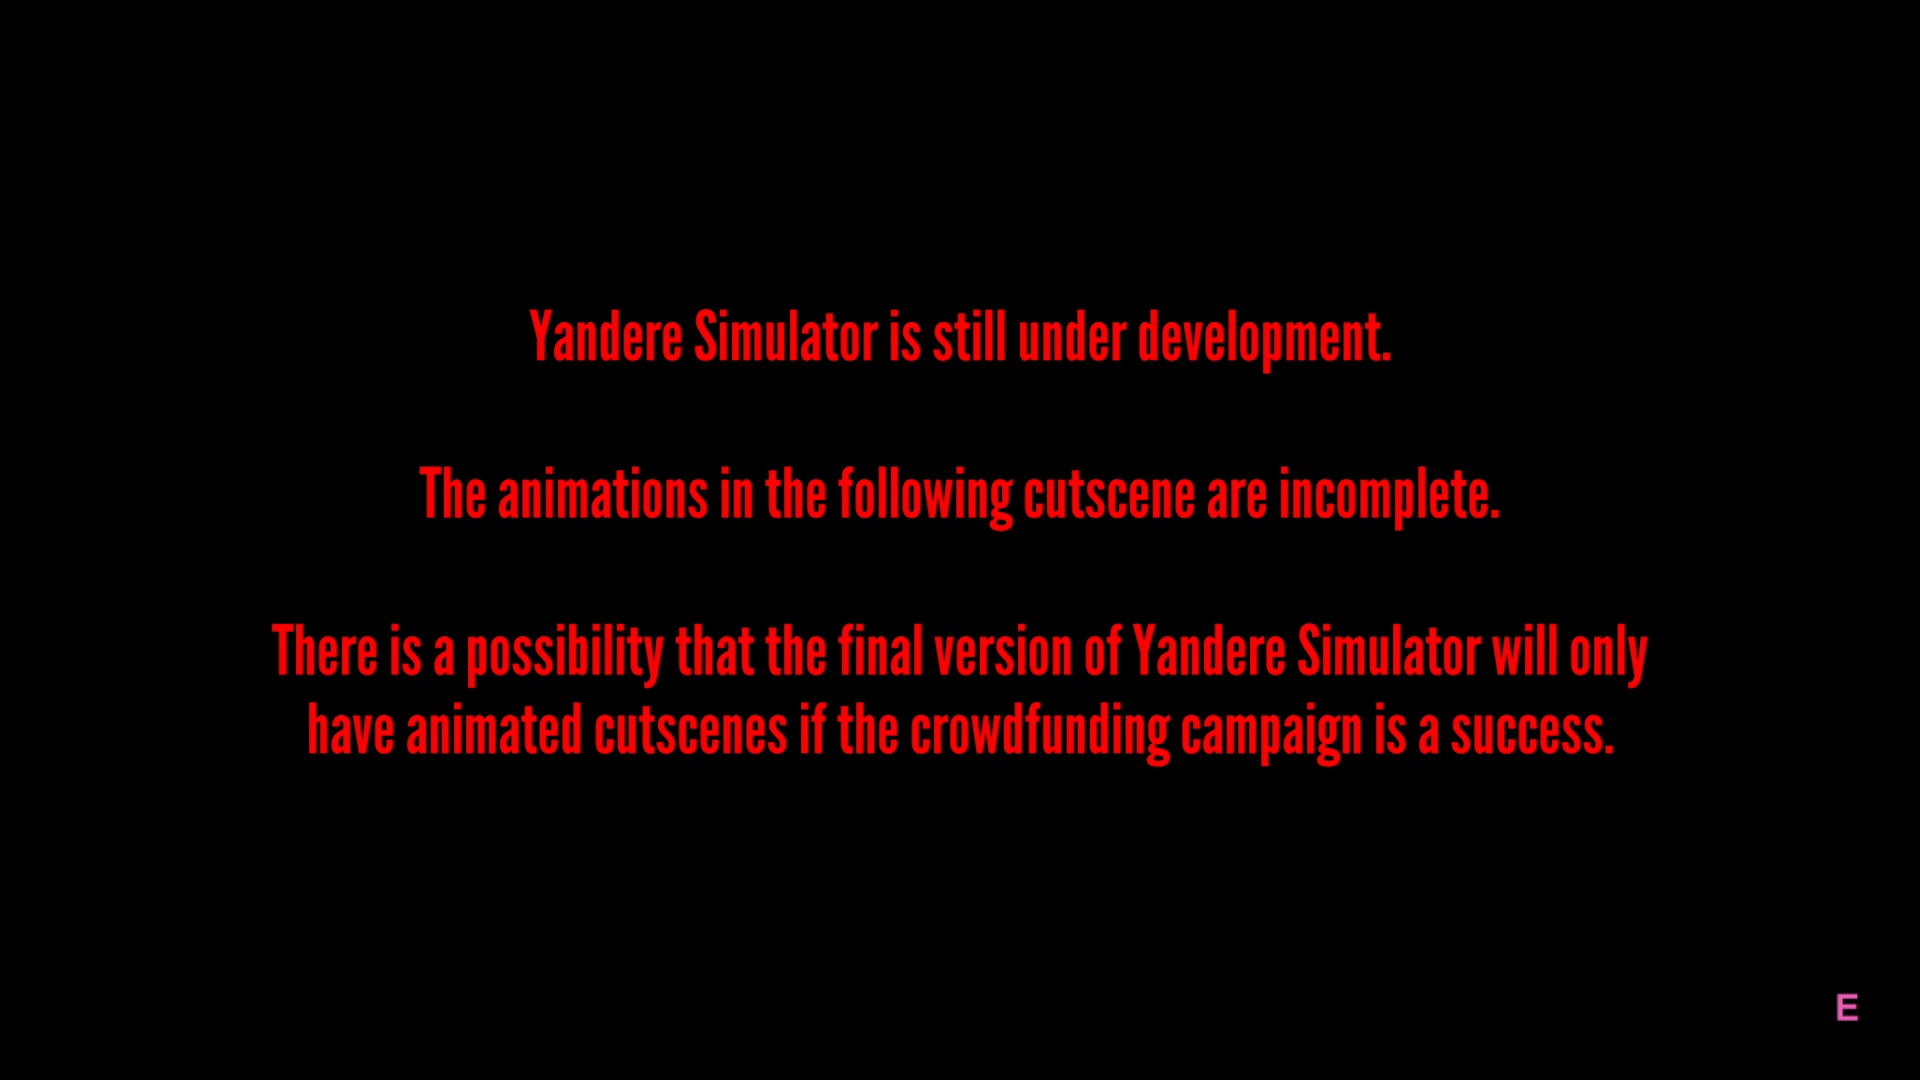 Yandere Simulator is still under development.
The animations in the following cutscene are incomplete.
There is a possibility that the final version of Yandere Simulator will only
have animated cutscenes if the crowdfunding campaign is a success.
E